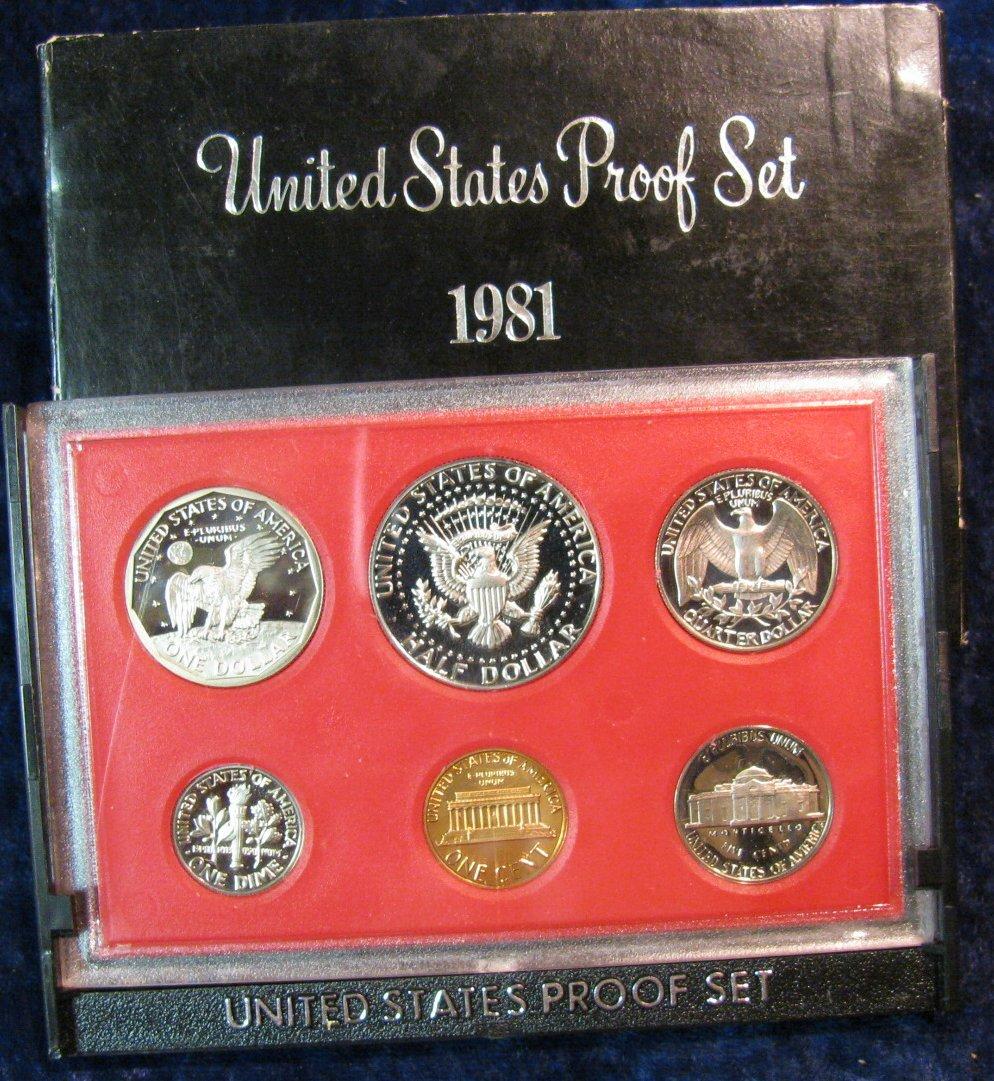 United States Proof Set
1981
UNITED STATES OF AMERICA
E·PLURIBUS
·UNUM·
ONE DOLLAR
UNITED STATES OF AMERICA
HALF DOLLAR
UNITED STATES OF AMERICA
E PLURIBUS
UNUM
QUARTER DOLLAR
UNITED STATES OF AMERICA
ONE DIME
UNITED STATES OF AMERICA
E·PLURIBUS
UNUM
ONE CENT
E PLURIBUS UNUM
MONTICELLO
FIVE CENTS
UNITED STATES OF AMERICA
UNITED STATES PROOF SET